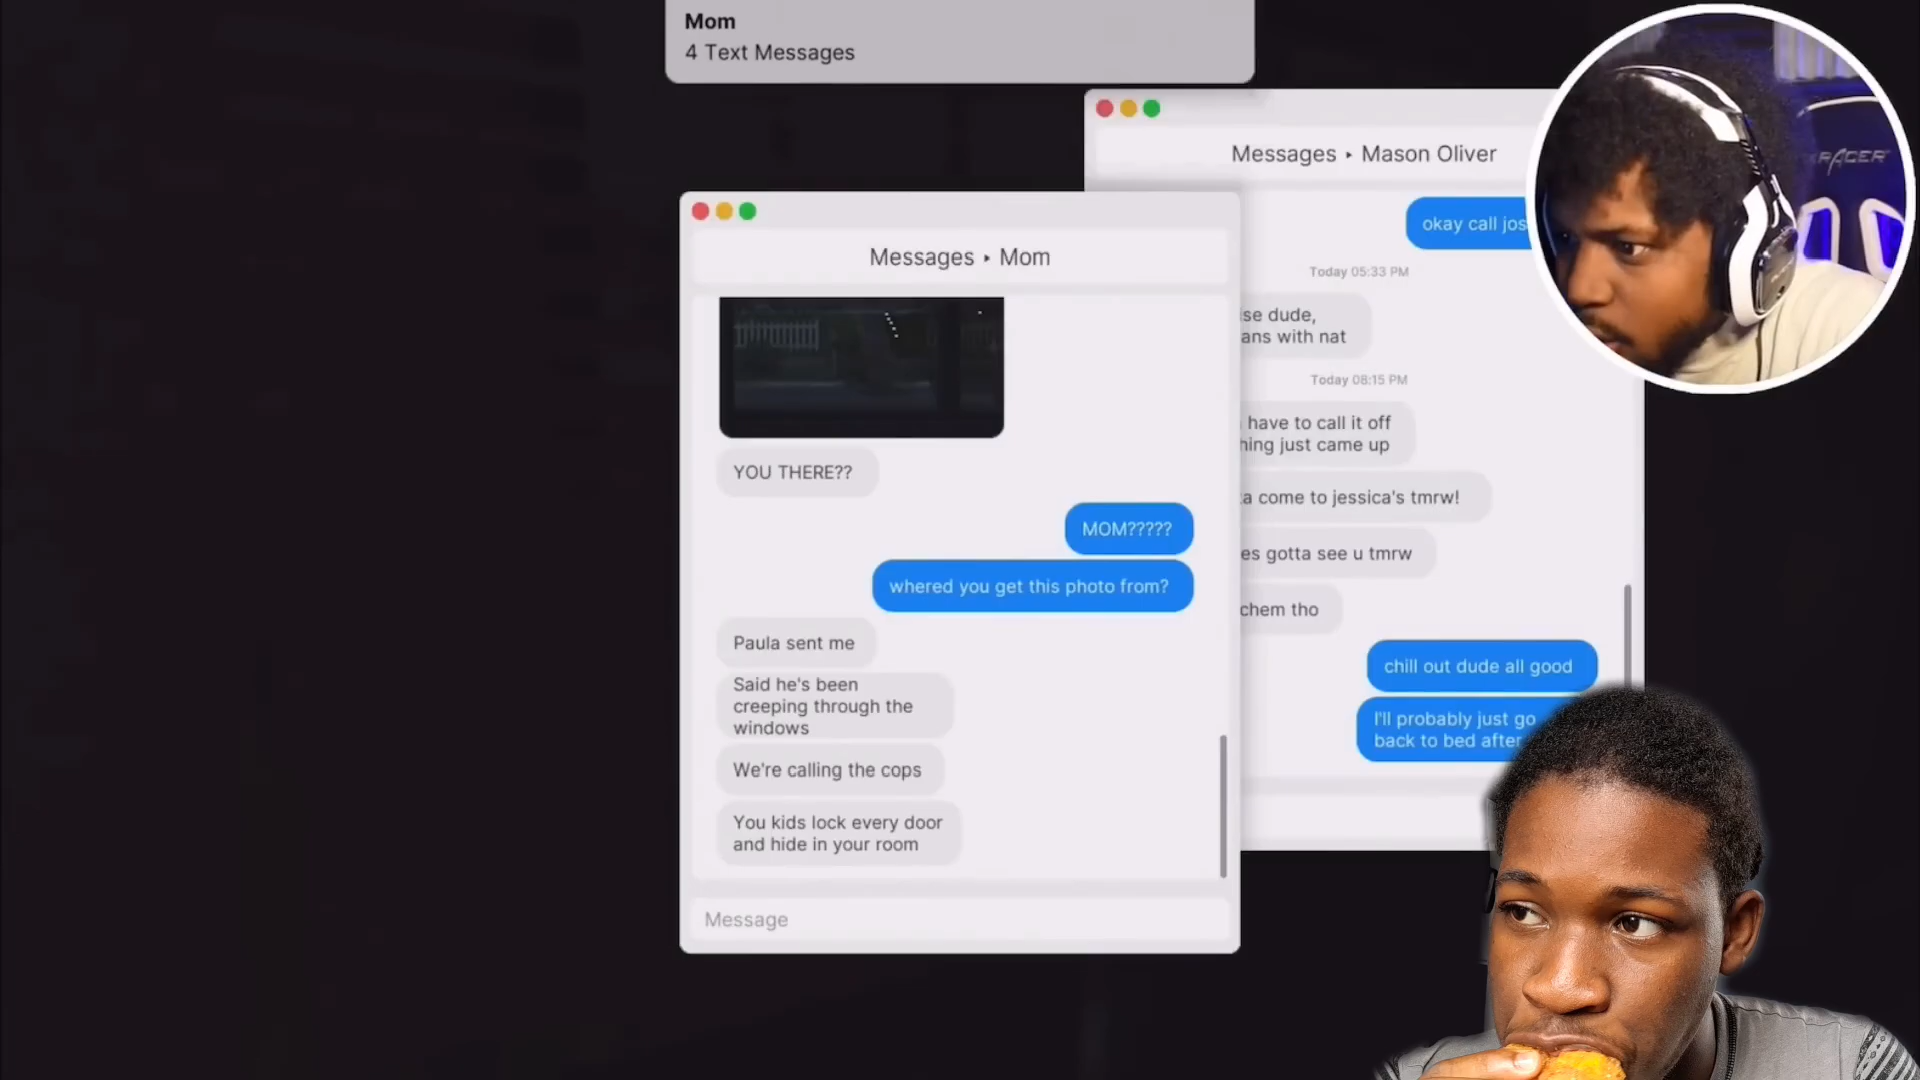 Mom
4 Text Messages
Messages ▸ Mason Oliver
okay call jos
Today 05:33 PM
ise dude,
ans with nat
Today 08:15 PM
have to call it off
hing just came up
a come to jessica's tmrw!
es gotta see u tmrw
chem tho
chill out dude all good
I'll probably just go
back to bed after
Messages ▸ Mom
YOU THERE??
MOM?????
whered you get this photo from?
Paula sent me
Said he's been
creeping through the
windows
We're calling the cops
You kids lock every door
and hide in your room
Message
RACER